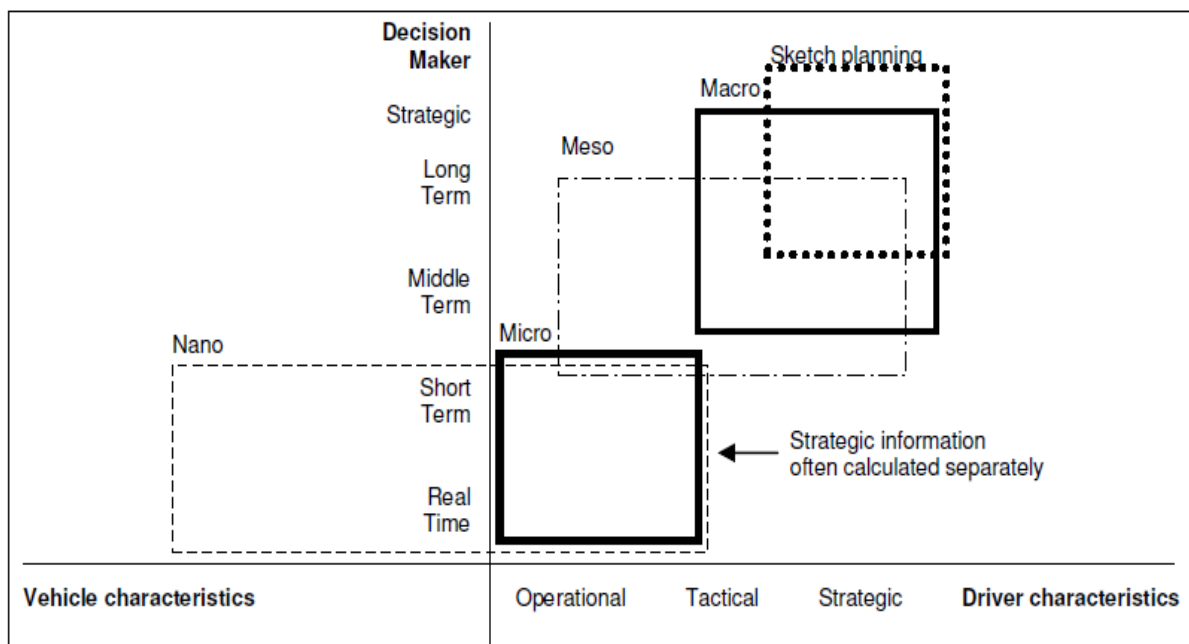 Decision
Maker
Sketch planning
Macro
Strategic
Meso
Long
Term
Middle
Term
Micro
Nano
Short
Term
Strategic information
often calculated separately
Real
Time
Vehicle characteristics
Operational
Tactical
Strategic
Driver characteristics